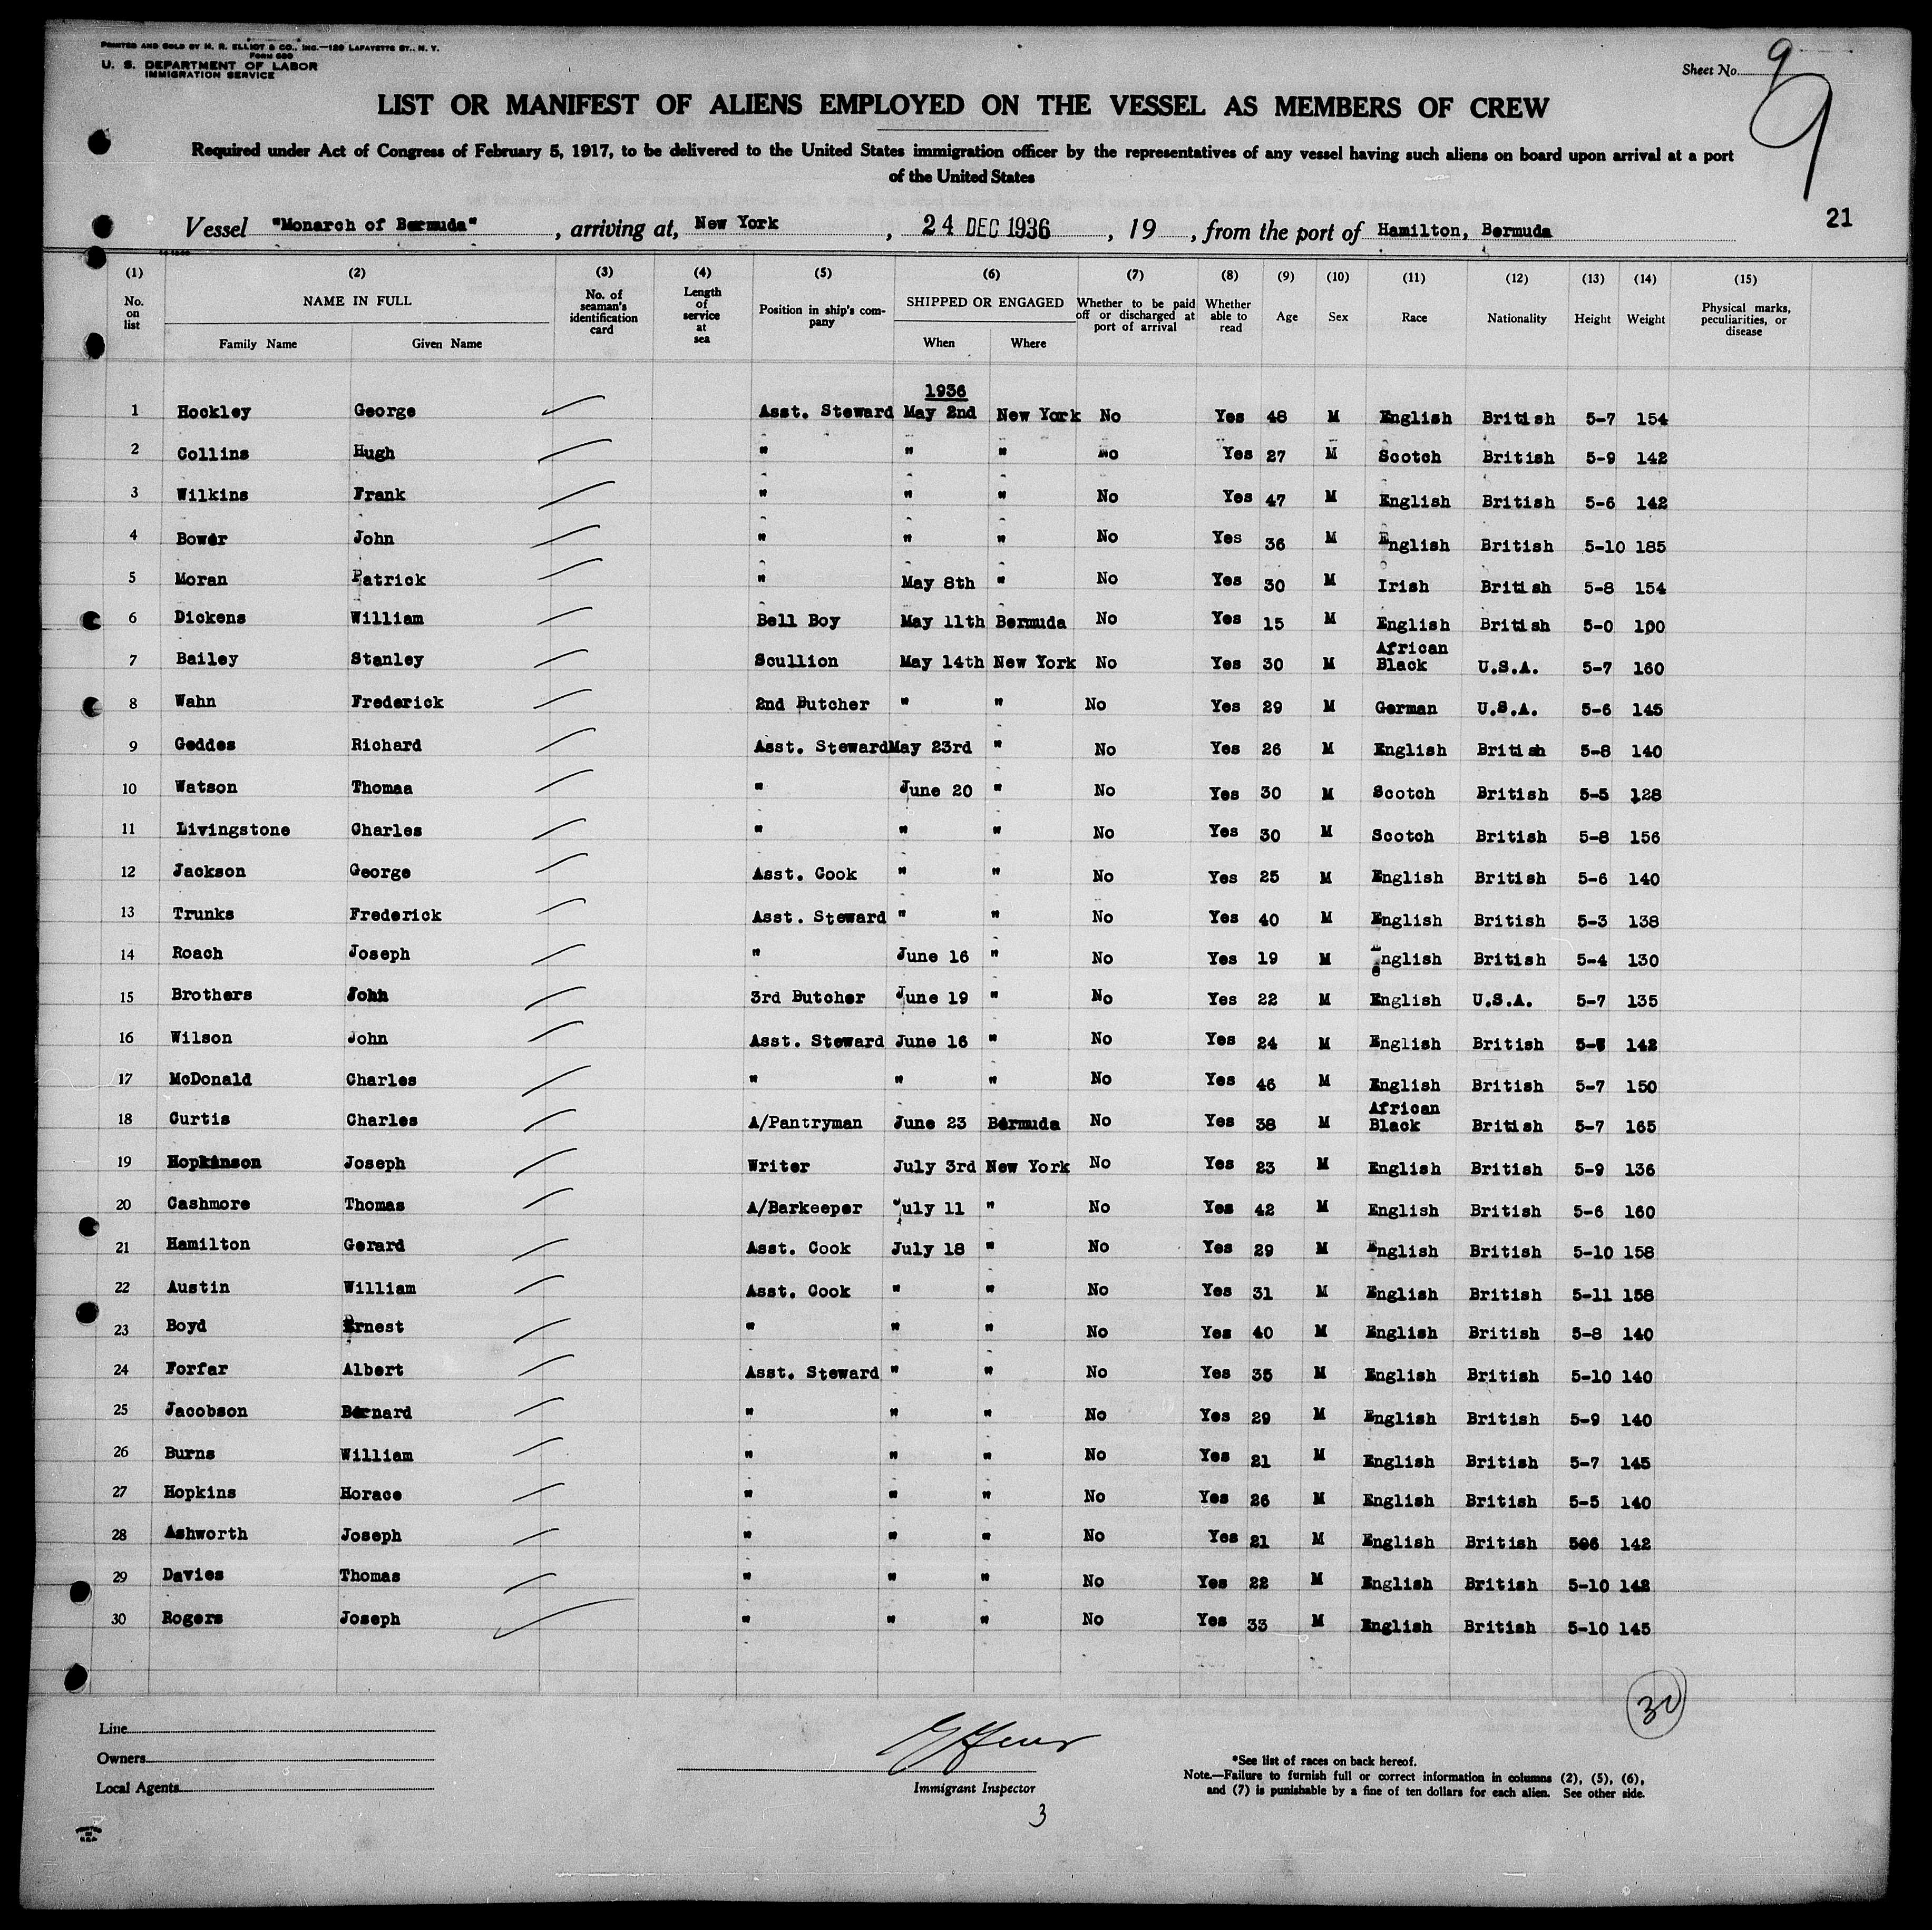 PRINTED AND SOLD BY H. R. ELLIOT & CO., INC.—129 LAFAYETTE ST., N. Y.
FORM 680
U. S. DEPARTMENT OF LABOR
IMMIGRATION SERVICE
Sheet No. 9
9
LIST OR MANIFEST OF ALIENS EMPLOYED ON THE VESSEL AS MEMBERS OF CREW
Required under Act of Congress of February 5, 1917, to be delivered to the United States immigration officer by the representatives of any vessel having such aliens on board upon arrival at a port
of the United States
21
Vessel "Monarch of Bermuda", arriving at, New York, 24 DEC 1936, 19 , from the port of Hamilton, Bermuda
(1) (2) (3) (4) (5) (6) (7) (8) (9) (10) (11) (12) (13) (14) (15)
No. on list NAME IN FULL Family Name Given Name No. of seaman's identification card Length of service at sea Position in ship's company SHIPPED OR ENGAGED When Where Whether to be paid off or discharged at port of arrival Whether able to read Age Sex Race Nationality Height Weight Physical marks, peculiarities, or disease
1936
1 Hockley George Asst. Steward May 2nd New York No Yes 48 M English British 5-7 154
2 Collins Hugh " " " No Yes 27 M Scotch British 5-9 142
3 Wilkins Frank " " " No Yes 47 M English British 5-6 142
4 Bower John " " " No Yes 36 M English British 5-10 185
5 Moran Patrick " May 8th " No Yes 30 M Irish British 5-8 154
6 Dickens William Bell Boy May 11th Bermuda No Yes 15 M English British 5-0 100
7 Bailey Stanley Scullion May 14th New York No Yes 30 M African Black U.S.A. 5-7 160
8 Wahn Frederick 2nd Butcher " " No Yes 29 M German U.S.A. 5-6 145
9 Geddes Richard Asst. Steward May 23rd " No Yes 26 M English British 5-8 140
10 Watson Thomaa " June 20 " No Yes 30 M Scotch British 5-5 128
11 Livingstone Charles " " " No Yes 30 M Scotch British 5-8 156
12 Jackson George Asst. Cook " " No Yes 25 M English British 5-6 140
13 Trunks Frederick Asst. Steward " " No Yes 40 M English British 5-3 138
14 Roach Joseph " June 16 " No Yes 19 M English British 5-4 130
15 Brothers John 3rd Butcher June 19 " No Yes 22 M English U.S.A. 5-7 135
16 Wilson John Asst. Steward June 16 " No Yes 24 M English British 142
17 McDonald Charles " " " No Yes 46 M English British 5-7 150
18 Curtis Charles A/Pantryman June 23 Bermuda No Yes 38 M African Black British 5-7 165
19 Hopkinson Joseph Writer July 3rd New York No Yes 23 M English British 5-9 136
20 Cashmore Thomas A/Barkeeper July 11 " No Yes 42 M English British 5-6 160
21 Hamilton Gerard Asst. Cook July 18 " No Yes 29 M English British 5-10 158
22 Austin William Asst. Cook " " No Yes 31 M English British 5-11 158
23 Boyd Ernest " " " No Yes 40 M English British 5-8 140
24 Forfar Albert Asst. Steward " " No Yes 35 M English British 5-10 140
25 Jacobson Bernard " " " No Yes 29 M English British 5-9 140
26 Burns William " " " No Yes 21 M English British 5-7 145
27 Hopkins Horace " " " No Yes 26 M English British 5-5 140
28 Ashworth Joseph " " " No Yes 21 M English British 506 142
29 Davies Thomas " " " No Yes 22 M English British 5-10 142
30 Rogers Joseph " " " No Yes 33 M English British 5-10 145
30
Line
Owners
Local Agents
Immigrant Inspector
3
*See list of races on back hereof.
Note.—Failure to furnish full or correct information in columns (2), (5), (6),
and (7) is punishable by a fine of ten dollars for each alien. See other side.
PRINTED
IN
U.S.A.